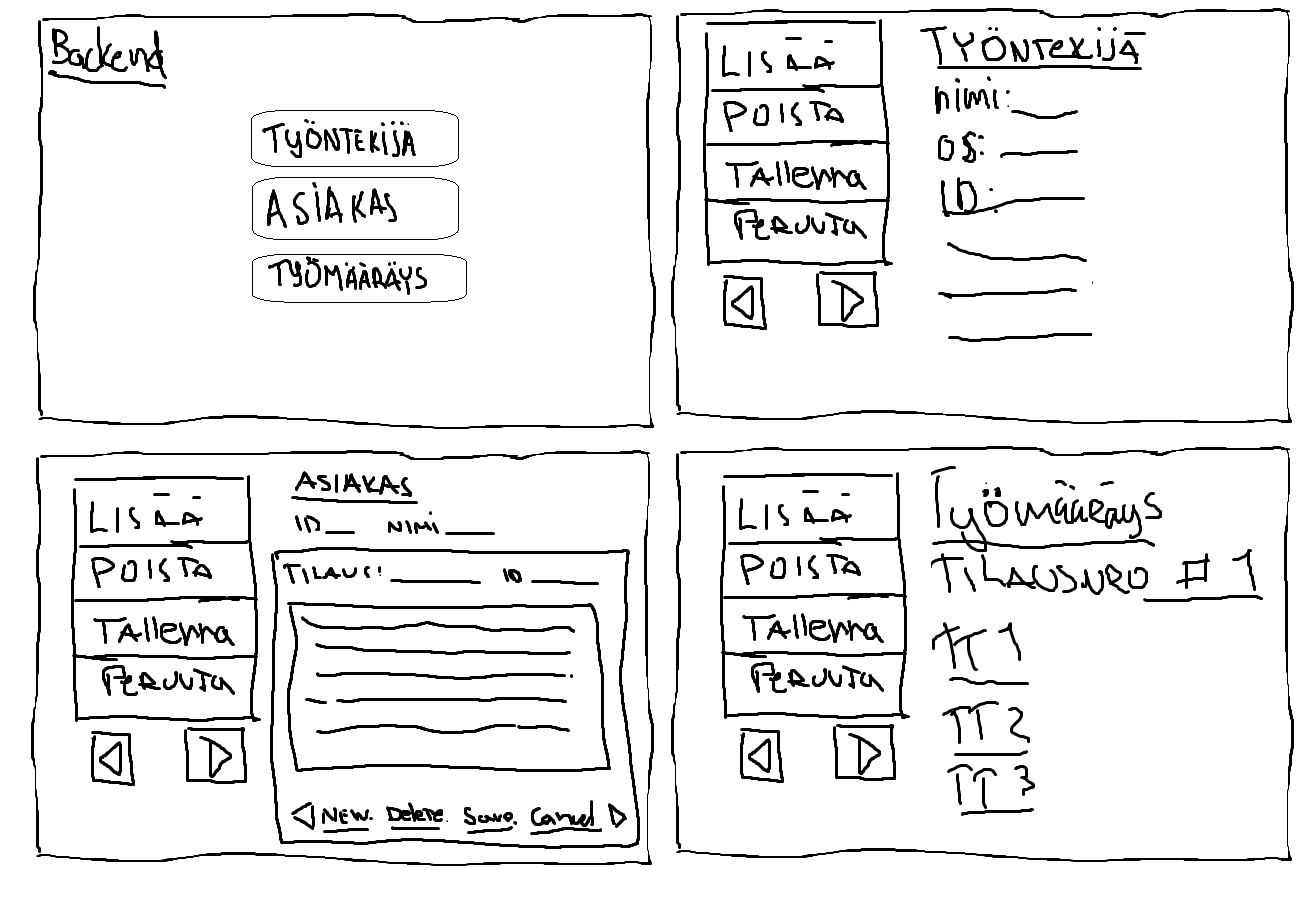 Backend
TYÖNTEKIJÄ
ASIAKAS
TYÖMÄÄRÄYS
LISÄÄ
POISTA
TALLENNA
PERUUTA
TYÖNTEKIJÄ
nimi:
OS:
ID:
LISÄÄ
POISTA
TALLENNA
PERUUTA
ASIAKAS
ID NIMI
TILAUS: ID
NEW. Delete. Save. Cancel
LISÄÄ
POISTA
TALLENNA
PERUUTA
Työmääräys
TILAUSNRO # 1
TT 1
TT 2
TT 3